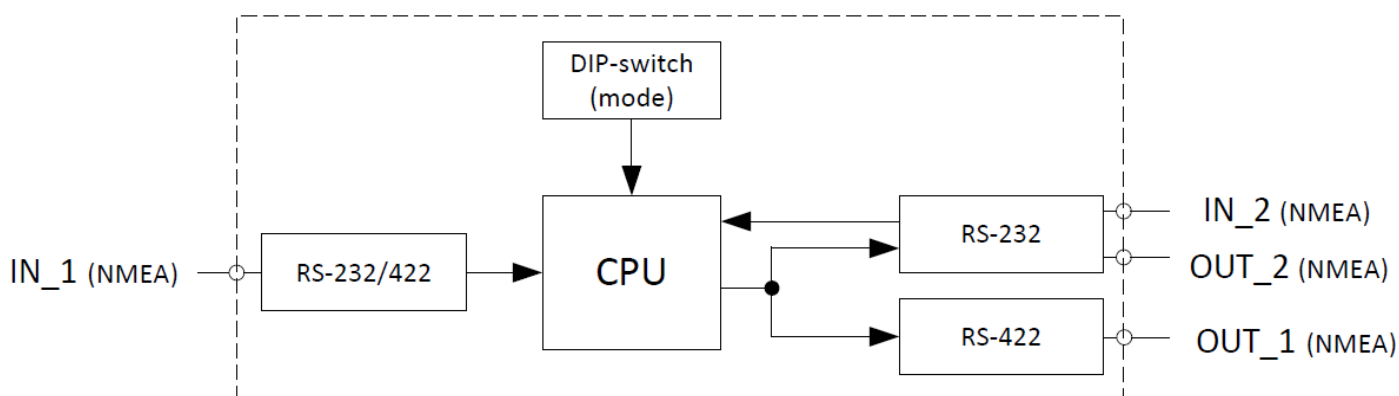 DIP-switch
(mode)
IN_1 (NMEA)
RS-232/422
CPU
RS-232
IN_2 (NMEA)
OUT_2 (NMEA)
RS-422
OUT_1 (NMEA)